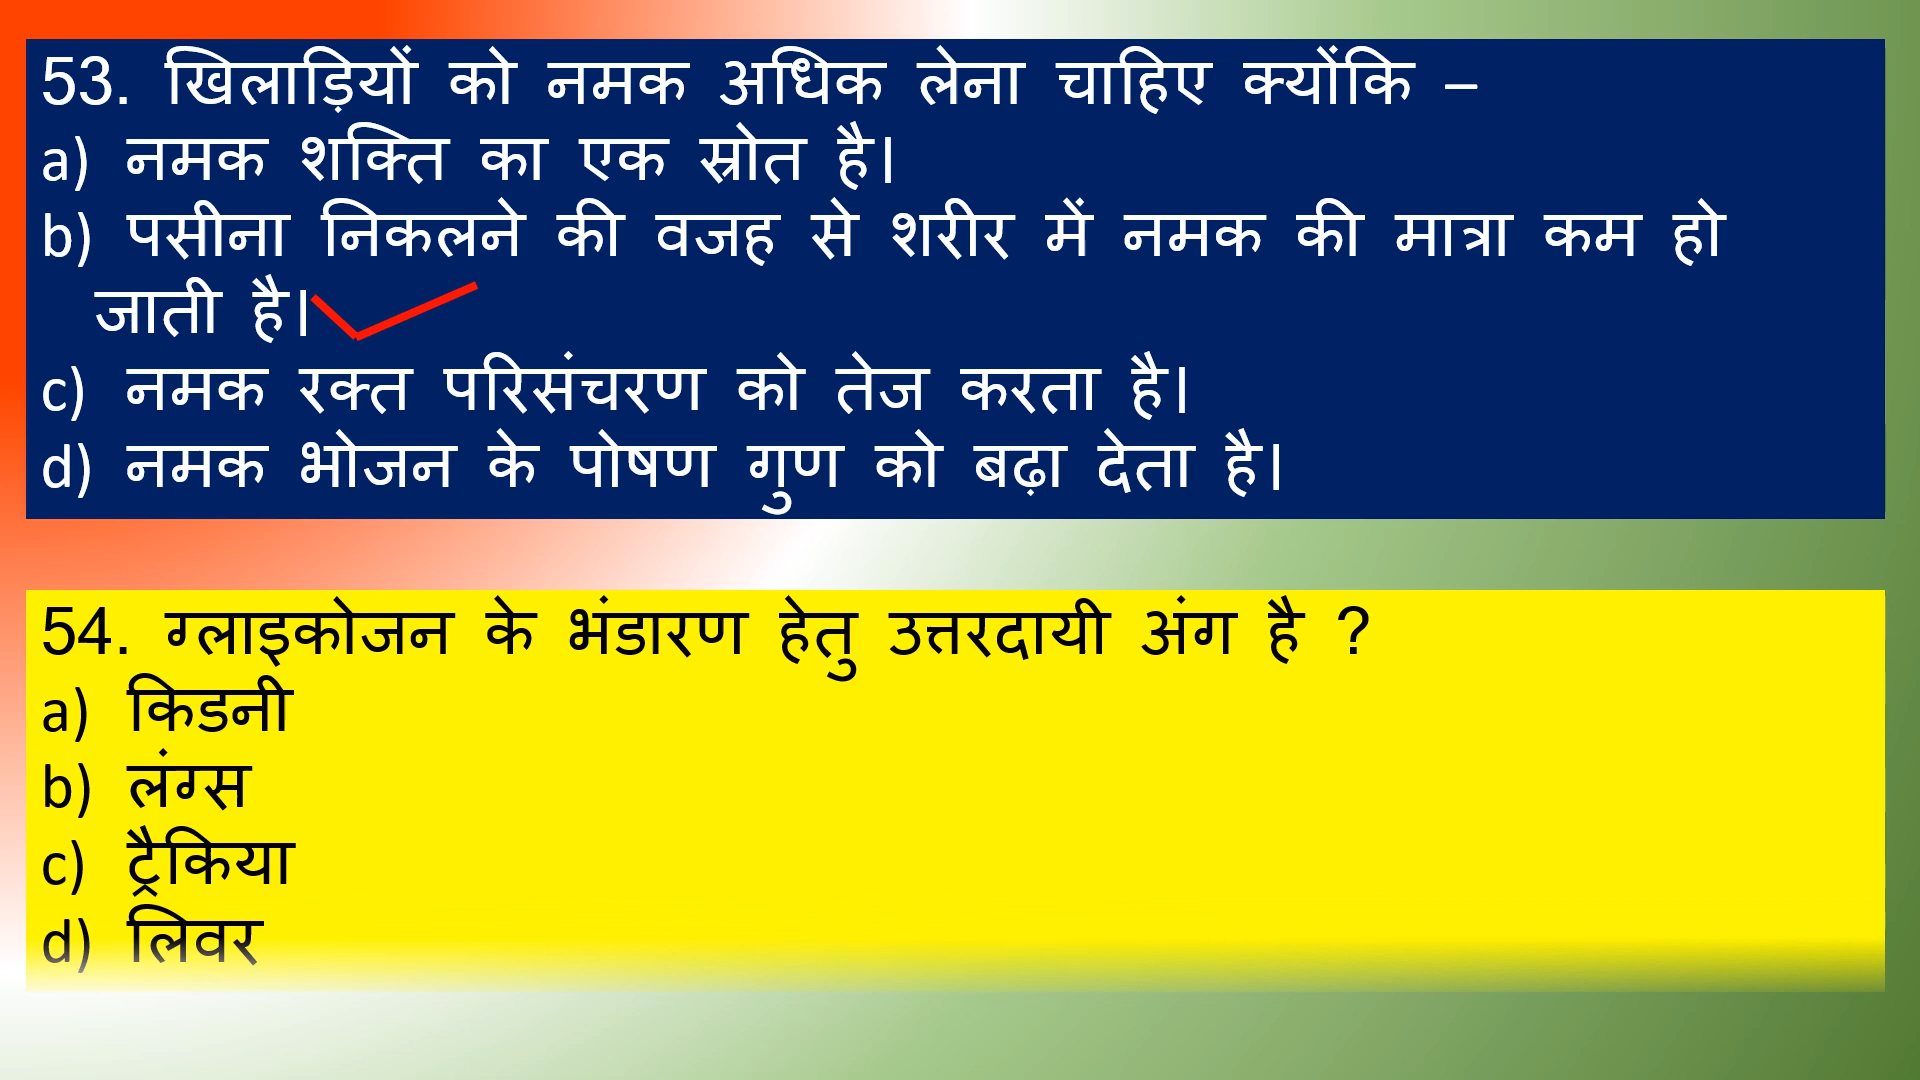 53. खिलाड़ियों को नमक अधिक लेना चाहिए क्योंकि –
a) नमक शक्ति का एक स्रोत है।
b) पसीना निकलने की वजह से शरीर में नमक की मात्रा कम हो
जाती है।
c) नमक रक्त परिसंचरण को तेज करता है।
d) नमक भोजन के पोषण गुण को बढ़ा देता है।
54. ग्लाइकोजन के भंडारण हेतु उत्तरदायी अंग है ?
a) किडनी
b) लंग्स
c) ट्रैकिया
d) लिवर